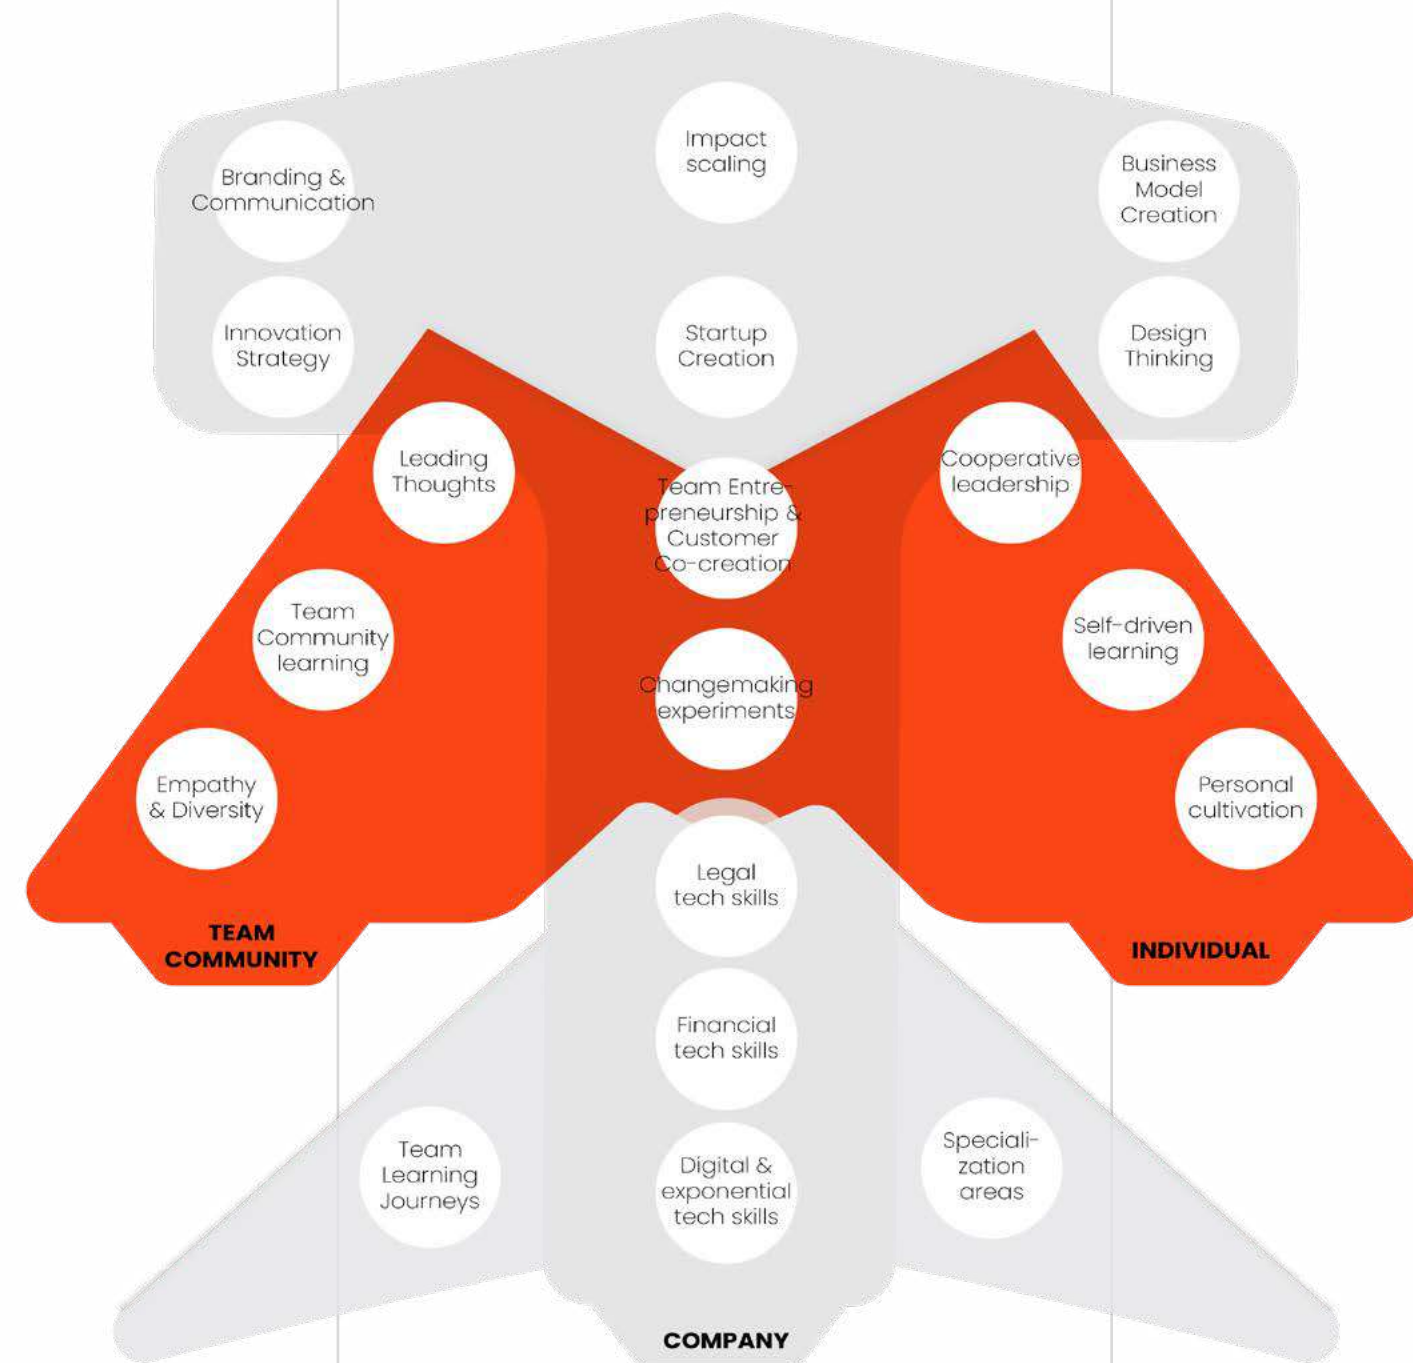 Impact
scaling
Branding &
Communication
Business
Model
Creation
Innovation
Strategy
Startup
Creation
Design
Thinking
Leading
Thoughts
Cooperative
leadership
Team Entre-
preneurship &
Customer
Co-creation
Team
Community
learning
Self-driven
learning
Changemaking
experiments
Empathy
& Diversity
Personal
cultivation
Legal
tech skills
TEAM
COMMUNITY
INDIVIDUAL
Financial
tech skills
Team
Learning
Journeys
Digital &
exponential
tech skills
Speciali-
zation
areas
COMPANY